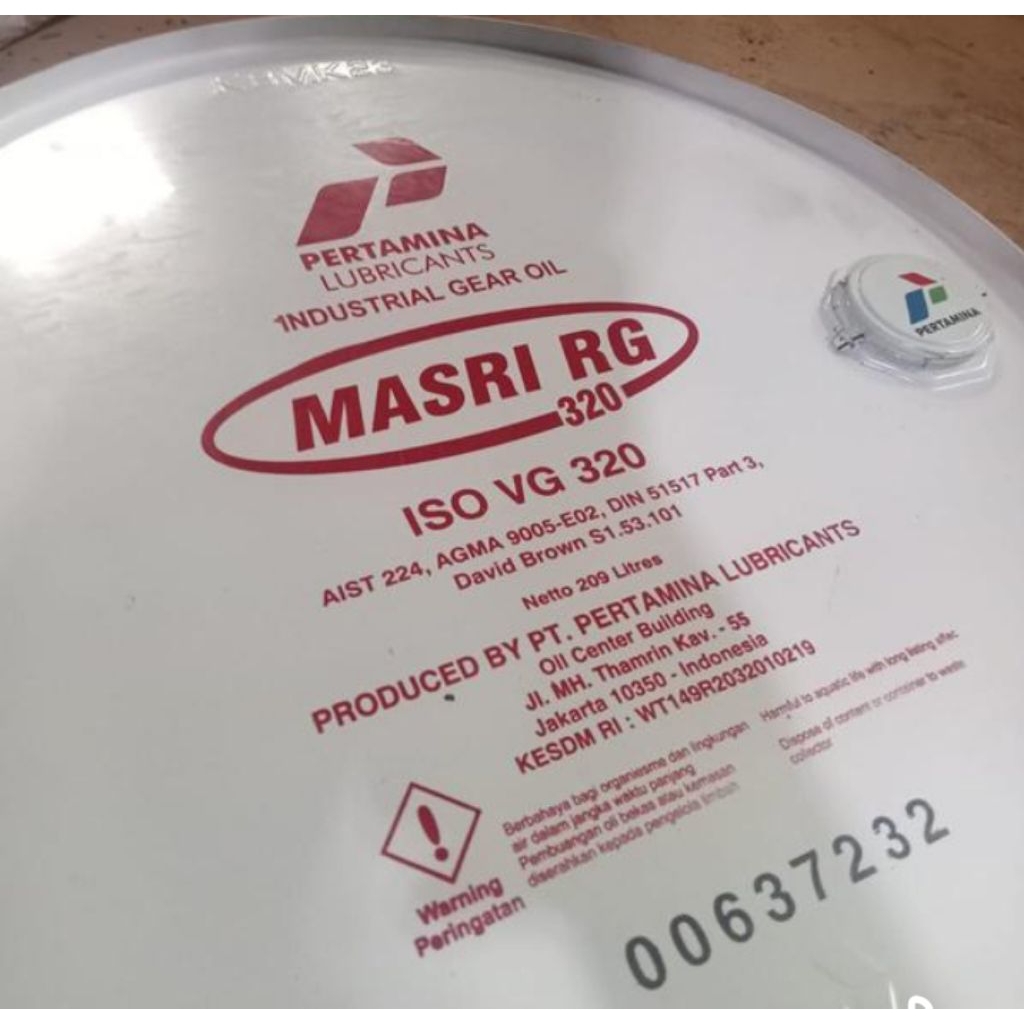 PERTAMINA
LUBRICANTS
INDUSTRIAL GEAR OIL
MASRI RG
320
PERTAMINA
ISO VG 320
AIST 224, AGMA 9005-E02, DIN 51517 Part 3,
David Brown S1.53.101
Netto 209 Litres
PRODUCED BY PT. PERTAMINA LUBRICANTS
Oil Center Building
Jl. MH. Thamrin Kav. - 55
Jakarta 10350 - Indonesia
KESDM RI : WT149R2032010219
Berbahaya bagi organiesme dan lingkungan
air dalam jangka waktu panjang
Pembuangan oli bekas atau kemasan
diserahkan kepada pengelola limbah
Harmful to aquatic life with long listing effec
Dispose of content or container to waste
collector
Warning
Peringatan
00637232